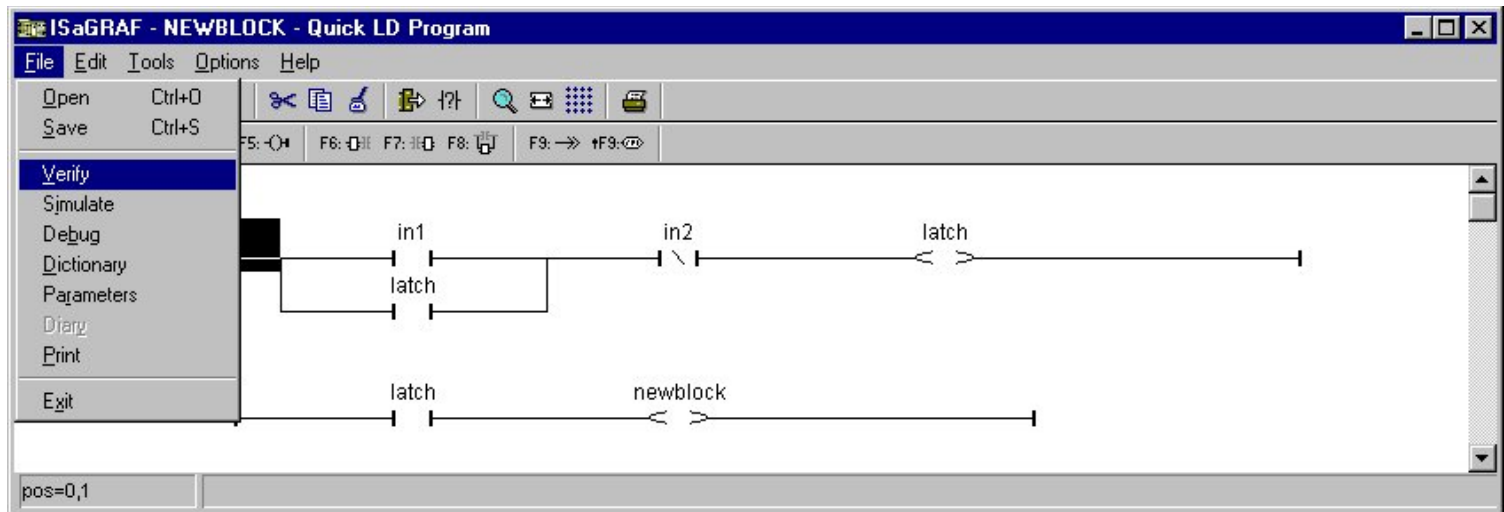 ISaGRAF - NEWBLOCK - Quick LD Program
File Edit Tools Options Help
Open Ctrl+O
Save Ctrl+S
F5: F6: F7: F8: F9: F9:
Verify
Simulate
Debug
Dictionary
Parameters
Diary
Print
Exit
in1 in2 latch
latch
latch newblock
pos=0,1